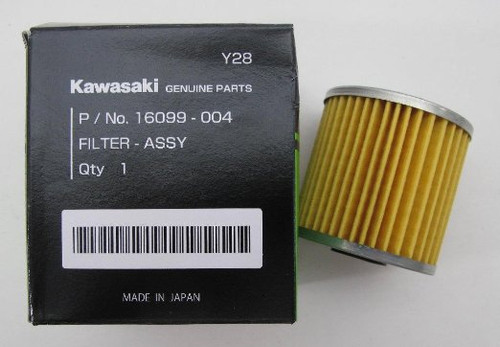 Y28
Kawasaki GENUINE PARTS
P / No. 16099 - 004
FILTER - ASSY
Qty 1
MADE IN JAPAN